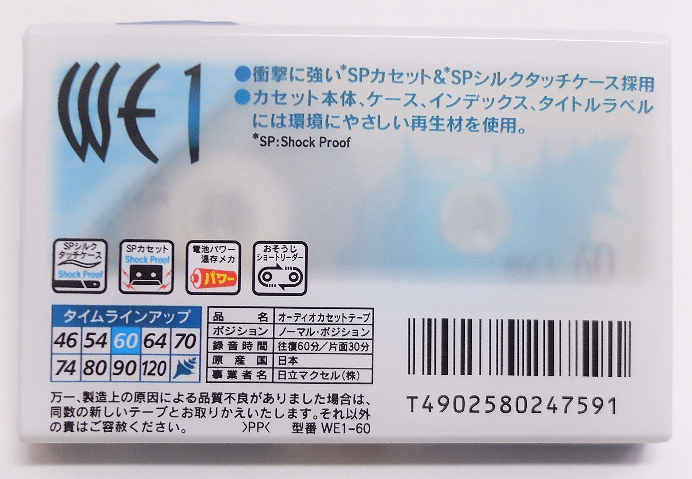 WE1
●衝撃に強い*SPカセット&*SPシルクタッチケース採用
●カセット本体、ケース、インデックス、タイトルラベル
には環境にやさしい再生材を使用。
*SP:Shock Proof
SPシルク
タッチケース
Shock Proof
SPカセット
Shock Proof
電池パワー
温存メカ
パワー
おそうじ
ショートリーダー
タイムラインアップ
46 54 60 64 70
74 80 90 120
品名 オーディオカセットテープ
ポジション ノーマル・ポジション
録音時間 往復60分/片面30分
原産国 日本
事業者名 日立マクセル(株)
T4902580247591
万一、製造上の原因による品質不良がありました場合は、
同数の新しいテープとお取りかえいたします。それ以外
の責はご容赦ください。 >PP< 型番 WE1-60